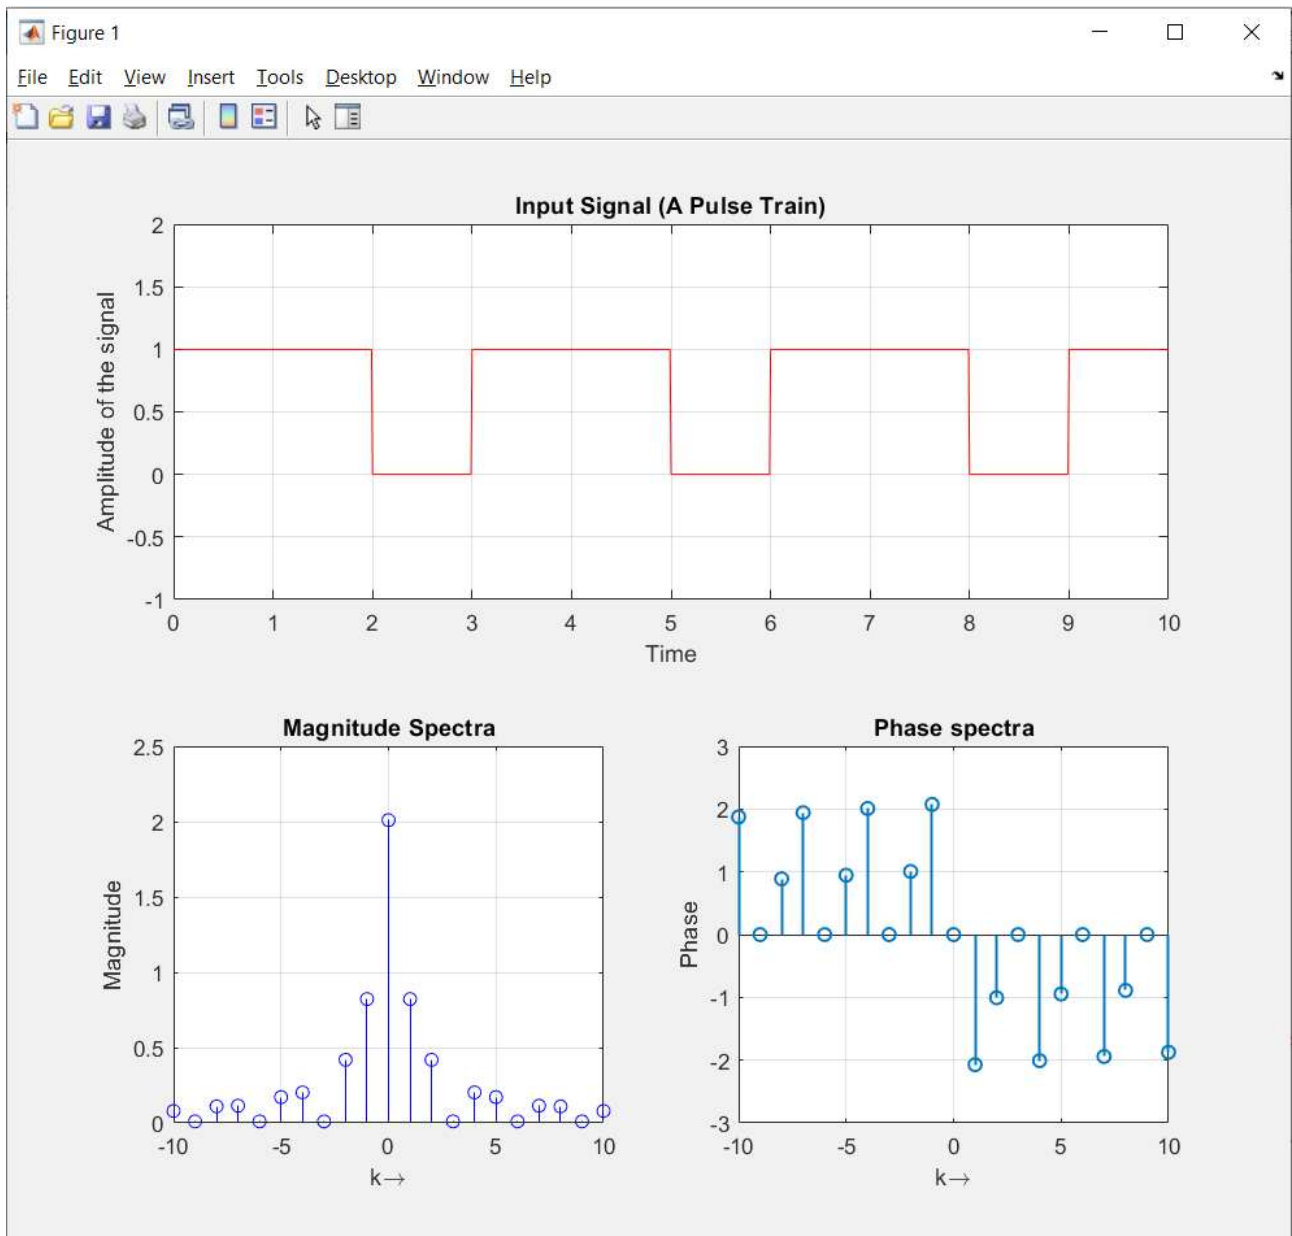 Figure 1
File Edit View Insert Tools Desktop Window Help
Input Signal (A Pulse Train)
Amplitude of the signal
2
1.5
1
0.5
0
-0.5
-1
0 1 2 3 4 5 6 7 8 9 10
Time
Magnitude Spectra
Magnitude
2.5
2
1.5
1
0.5
0
-10 -5 0 5 10
k→
Phase spectra
Phase
3
2
1
0
-1
-2
-3
-10 -5 0 5 10
k→